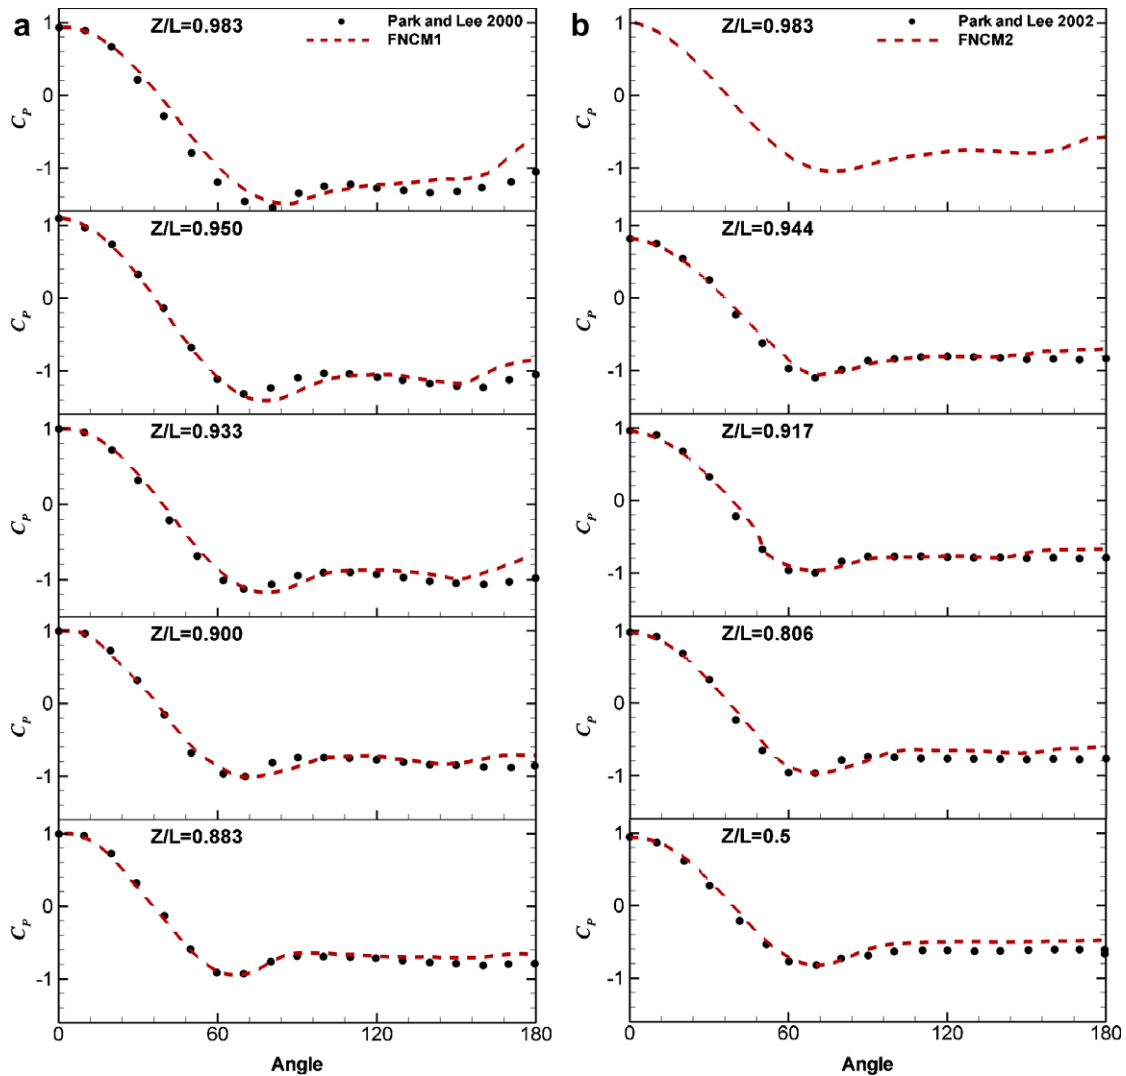 a
Z/L=0.983
Park and Lee 2000
FNCM1
1
0
-1
C_P
Z/L=0.950
1
0
-1
C_P
Z/L=0.933
1
0
-1
C_P
Z/L=0.900
1
0
-1
C_P
Z/L=0.883
1
0
-1
C_P
0 60 120 180
Angle
b
Z/L=0.983
Park and Lee 2002
FNCM2
1
0
-1
C_P
Z/L=0.944
1
0
-1
C_P
Z/L=0.917
1
0
-1
C_P
Z/L=0.806
1
0
-1
C_P
Z/L=0.5
1
0
-1
C_P
0 60 120 180
Angle